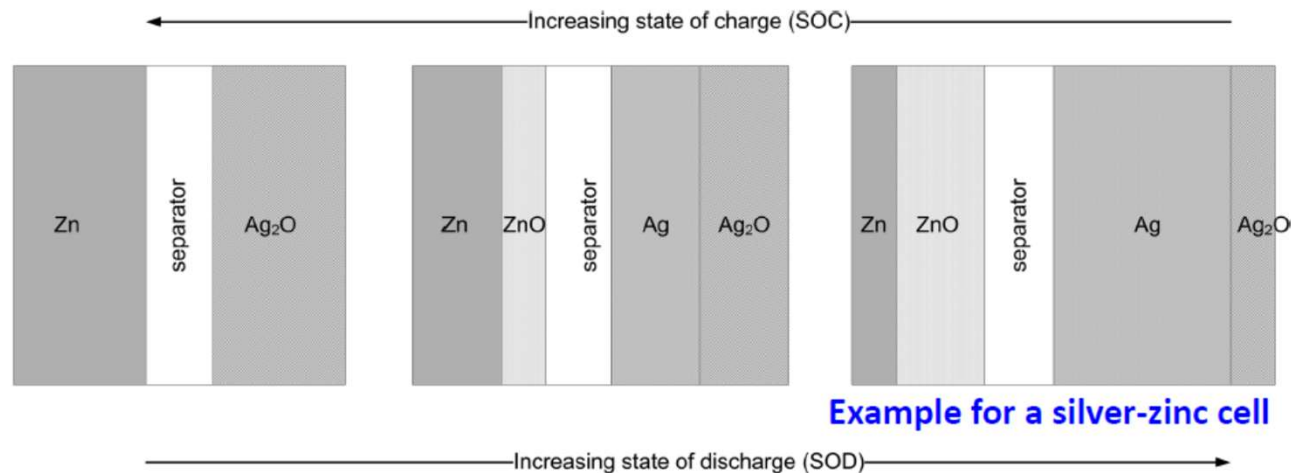 Increasing state of charge (SOC)
Zn
separator
Ag₂O
Zn
ZnO
separator
Ag
Ag₂O
Zn
ZnO
separator
Ag
Ag₂O
Example for a silver-zinc cell
Increasing state of discharge (SOD)